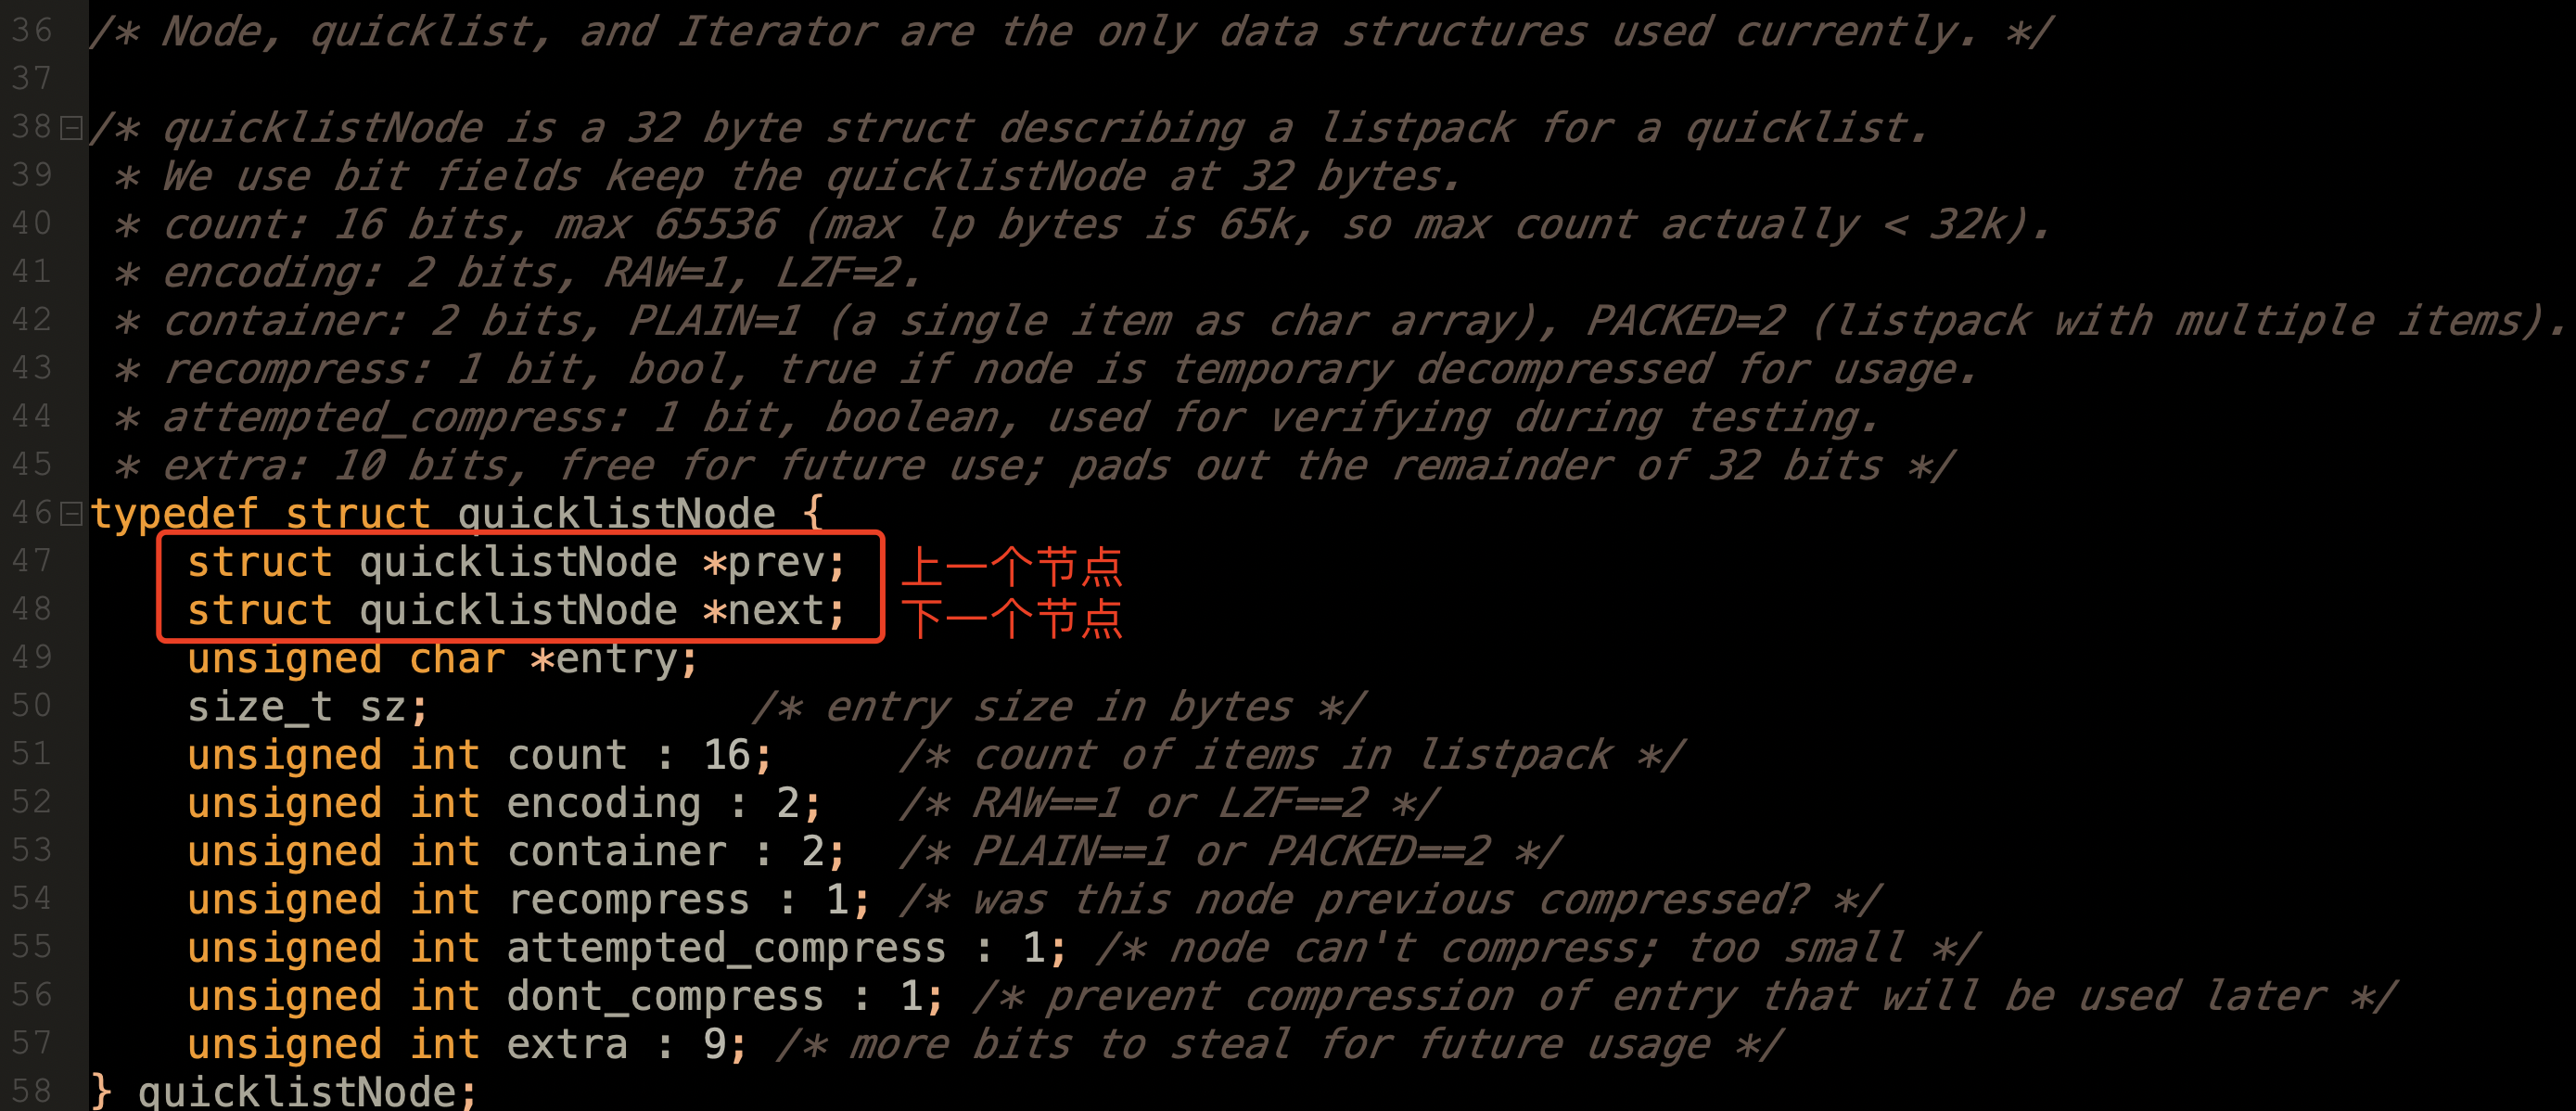 36 /* Node, quicklist, and Iterator are the only data structures used currently. */
37
38 /* quicklistNode is a 32 byte struct describing a listpack for a quicklist.
39  * We use bit fields keep the quicklistNode at 32 bytes.
40  * count: 16 bits, max 65536 (max lp bytes is 65k, so max count actually < 32k).
41  * encoding: 2 bits, RAW=1, LZF=2.
42  * container: 2 bits, PLAIN=1 (a single item as char array), PACKED=2 (listpack with multiple items).
43  * recompress: 1 bit, bool, true if node is temporary decompressed for usage.
44  * attempted_compress: 1 bit, boolean, used for verifying during testing.
45  * extra: 10 bits, free for future use; pads out the remainder of 32 bits */
46 typedef struct quicklistNode {
47     struct quicklistNode *prev; 上一个节点
48     struct quicklistNode *next; 下一个节点
49     unsigned char *entry;
50     size_t sz;             /* entry size in bytes */
51     unsigned int count : 16;     /* count of items in listpack */
52     unsigned int encoding : 2;   /* RAW==1 or LZF==2 */
53     unsigned int container : 2;  /* PLAIN==1 or PACKED==2 */
54     unsigned int recompress : 1; /* was this node previous compressed? */
55     unsigned int attempted_compress : 1; /* node can't compress; too small */
56     unsigned int dont_compress : 1; /* prevent compression of entry that will be used later */
57     unsigned int extra : 9; /* more bits to steal for future usage */
58 } quicklistNode;